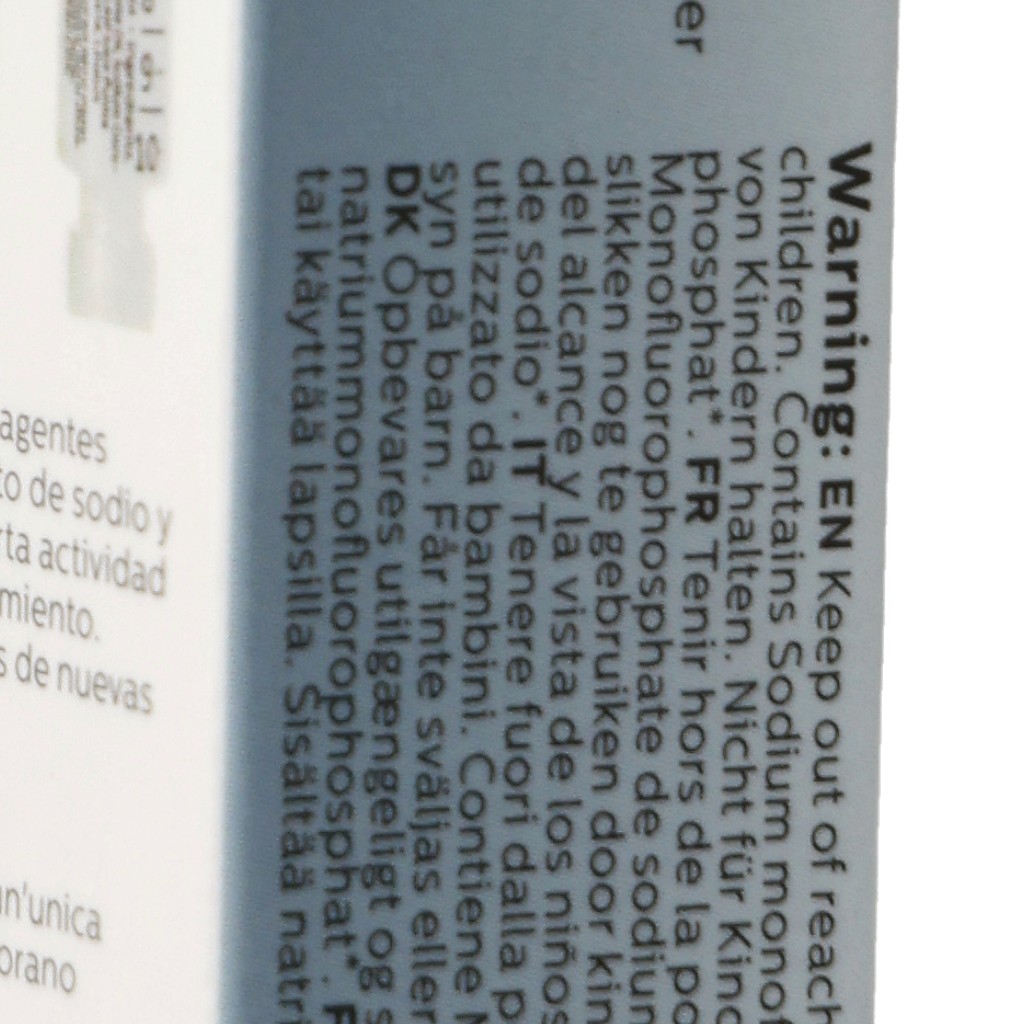 er
Warning: EN Keep out of reach
children. Contains Sodium monof
von Kindern halten. Nicht für Kind
phosphat*. FR Tenir hors de la po
Monofluorophosphate de sodium
slikken nog te gebruiken door kin
del alcance y la vista de los niños
de sodio*. IT Tenere fuori dalla p
utilizzato da bambini. Contiene M
syn på barn. Får inte sväljas eller
DK Opbevares utilgængeligt og s
natriummonofluorophosphat*. F
tai käyttää lapsilla. Sisältää natri
agentes
to de sodio y
rta actividad
miento.
s de nuevas
un'unica
orano